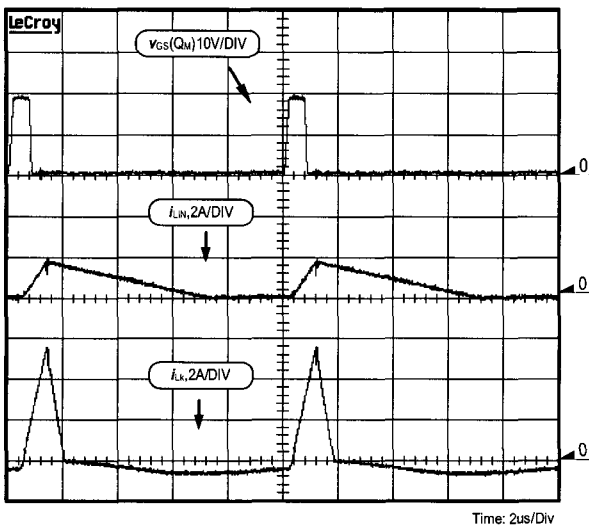 LeCroy
vGS(QM)10V/DIV
0
iLIN,2A/DIV
0
iLk,2A/DIV
0
Time: 2us/Div